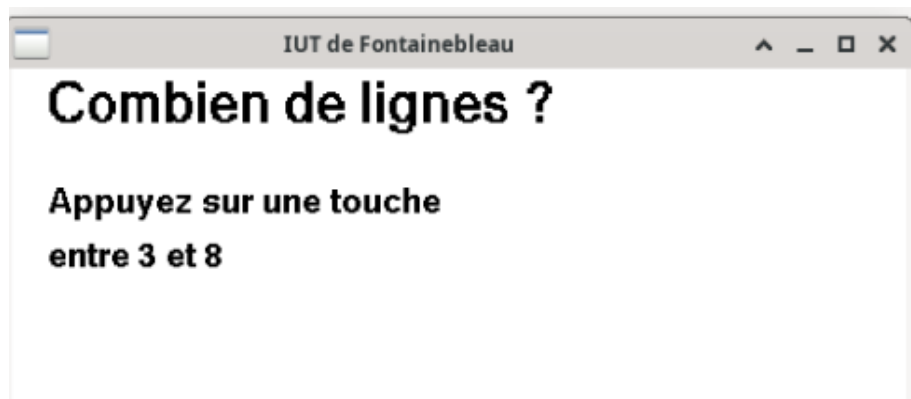 IUT de Fontainebleau
Combien de lignes ?
Appuyez sur une touche
entre 3 et 8